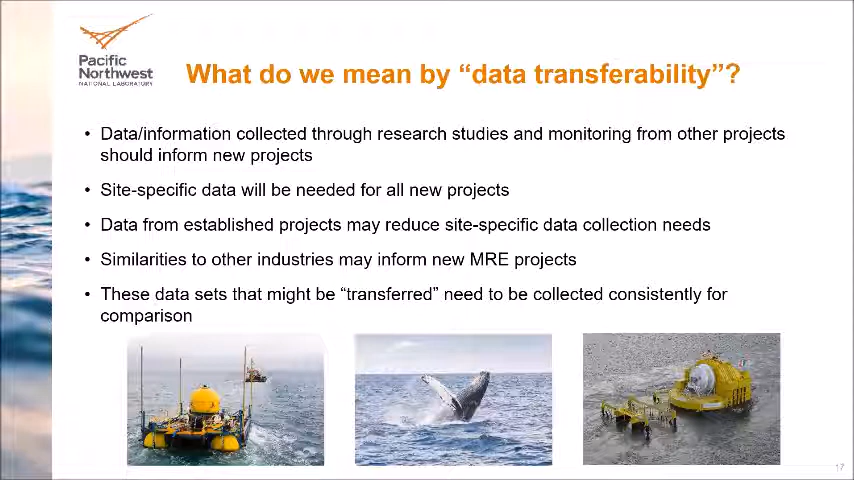 Pacific
Northwest
NATIONAL LABORATORY
What do we mean by “data transferability”?
• Data/information collected through research studies and monitoring from other projects
should inform new projects
• Site-specific data will be needed for all new projects
• Data from established projects may reduce site-specific data collection needs
• Similarities to other industries may inform new MRE projects
• These data sets that might be “transferred” need to be collected consistently for
comparison
17